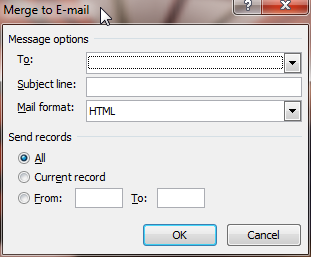 Merge to E-mail
Message options
To:
Subject line:
Mail format: HTML
Send records
All
Current record
From: To:
OK Cancel